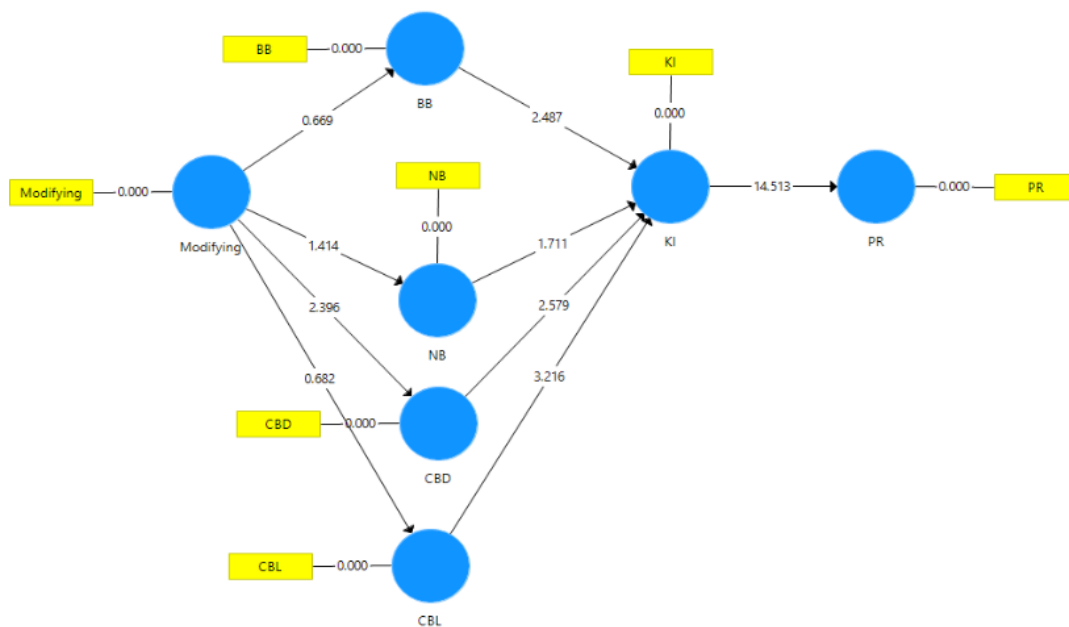 BB
0.000
BB
0.669
2.487
KI
0.000
KI
14.513
PR
0.000
PR
Modifying
0.000
Modifying
NB
0.000
NB
1.414
1.711
2.396
2.579
0.682
3.216
CBD
0.000
CBD
CBL
0.000
CBL